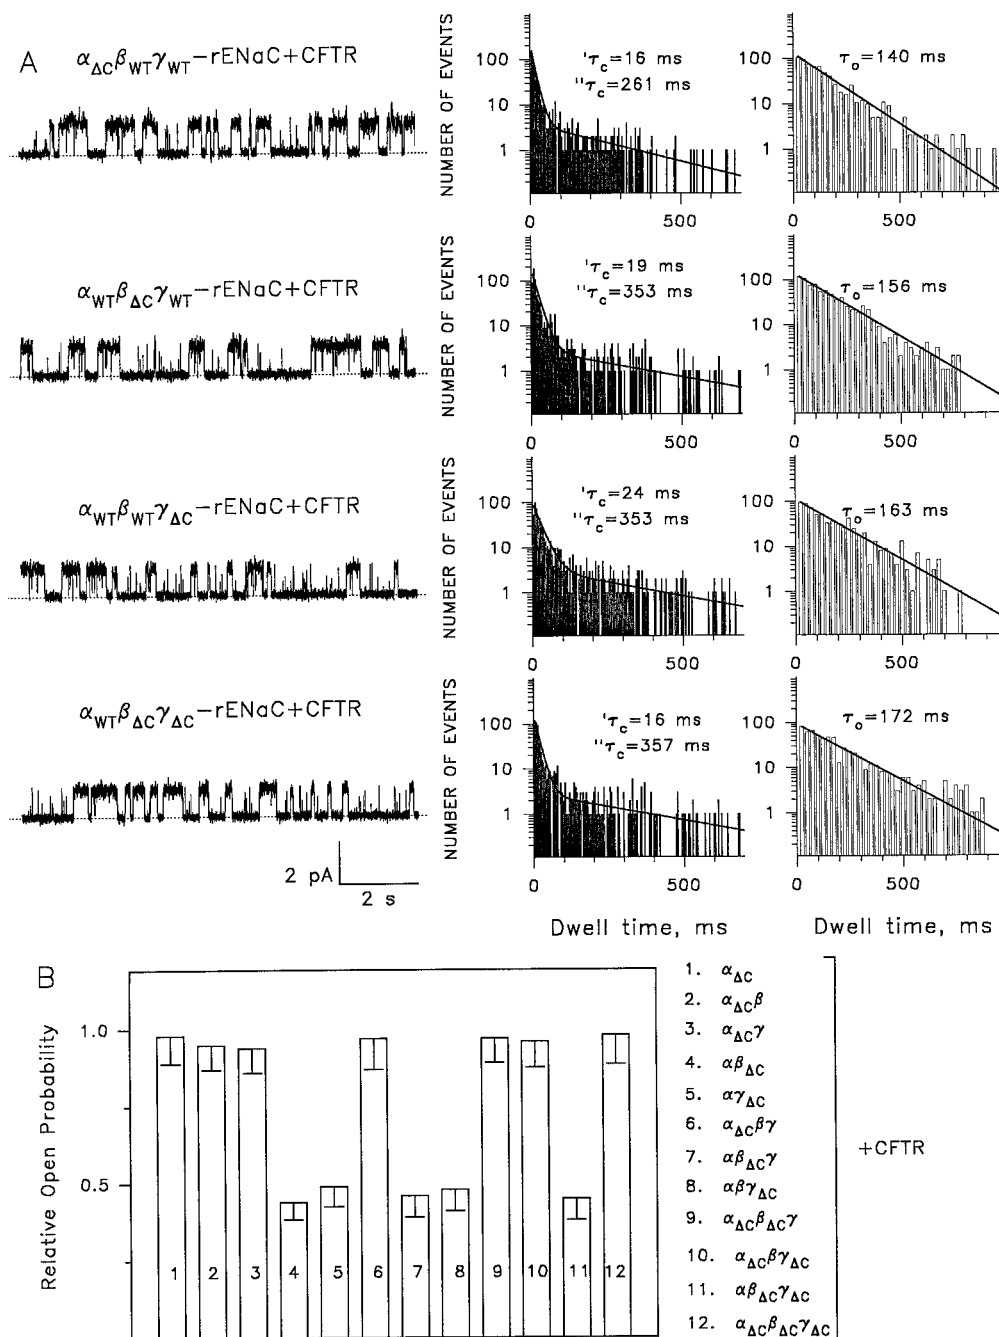 A
α_ΔC β_WT γ_WT–rENaC+CFTR
NUMBER OF EVENTS
100
10
1
'τ_c=16 ms
"τ_c=261 ms
0
500
100
10
1
τ_o=140 ms
0
500
α_WT β_ΔC γ_WT–rENaC+CFTR
NUMBER OF EVENTS
100
10
1
'τ_c=19 ms
"τ_c=353 ms
0
500
100
10
1
τ_o=156 ms
0
500
α_WT β_WT γ_ΔC–rENaC+CFTR
NUMBER OF EVENTS
100
10
1
'τ_c=24 ms
"τ_c=353 ms
0
500
100
10
1
τ_o=163 ms
0
500
α_WT β_ΔC γ_ΔC–rENaC+CFTR
NUMBER OF EVENTS
100
10
1
'τ_c=16 ms
"τ_c=357 ms
0
500
100
10
1
τ_o=172 ms
0
500
2 pA
2 s
Dwell time, ms
Dwell time, ms
B
Relative Open Probability
1.0
0.5
1 2 3 4 5 6 7 8 9 10 11 12
1. α_ΔC
2. α_ΔC β
3. α_ΔC γ
4. αβ_ΔC
5. αγ_ΔC
6. α_ΔC βγ
7. αβ_ΔC γ
8. αβγ_ΔC
9. α_ΔC β_ΔC γ
10. α_ΔC βγ_ΔC
11. αβ_ΔC γ_ΔC
12. α_ΔC β_ΔC γ_ΔC
+CFTR